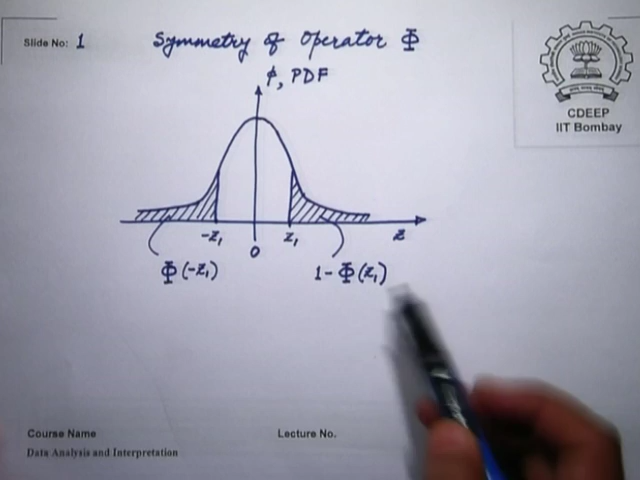 Slide No: 1
Symmetry of Operator Φ
CDEEP
IIT Bombay
ϕ, PDF
-z₁
0
z₁
z
Φ(-z₁)
1-Φ(z₁)
Course Name
Lecture No.
Data Analysis and Interpretation